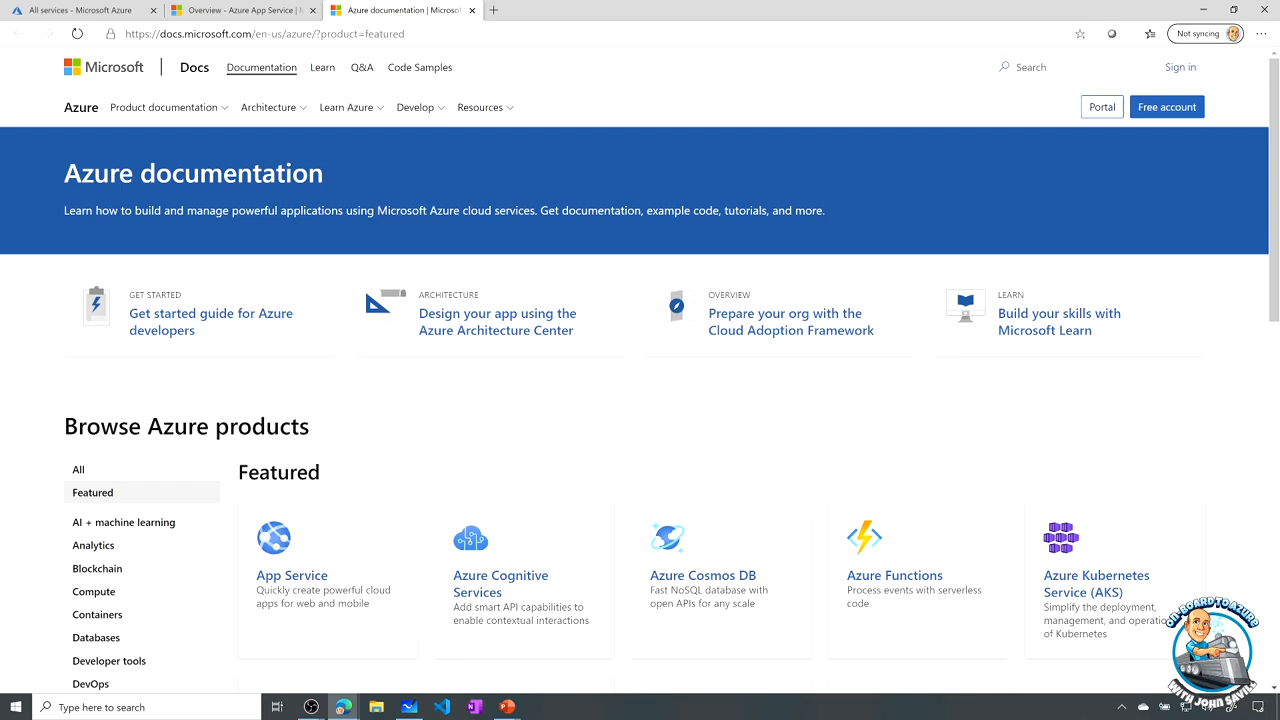 All services - Microsoft Azure
Overview - Azure App Service |
Azure documentation | Microsof
https://docs.microsoft.com/en-us/azure/?product=featured
Not syncing
Microsoft
Docs
Documentation
Learn
Q&A
Code Samples
Search
Sign in
Azure
Product documentation
Architecture
Learn Azure
Develop
Resources
Portal
Free account
Azure documentation
Learn how to build and manage powerful applications using Microsoft Azure cloud services. Get documentation, example code, tutorials, and more.
GET STARTED
Get started guide for Azure
developers
ARCHITECTURE
Design your app using the
Azure Architecture Center
OVERVIEW
Prepare your org with the
Cloud Adoption Framework
LEARN
Build your skills with
Microsoft Learn
Browse Azure products
All
Featured
AI + machine learning
Analytics
Blockchain
Compute
Containers
Databases
Developer tools
DevOps
Featured
App Service
Quickly create powerful cloud
apps for web and mobile
Azure Cognitive
Services
Add smart API capabilities to
enable contextual interactions
Azure Cosmos DB
Fast NoSQL database with
open APIs for any scale
Azure Functions
Process events with serverless
code
Azure Kubernetes
Service (AKS)
Simplify the deployment,
management, and operatio
of Kubernetes
ON-BOARD TO AZURE
WITH JOHN SAVILL
Type here to search